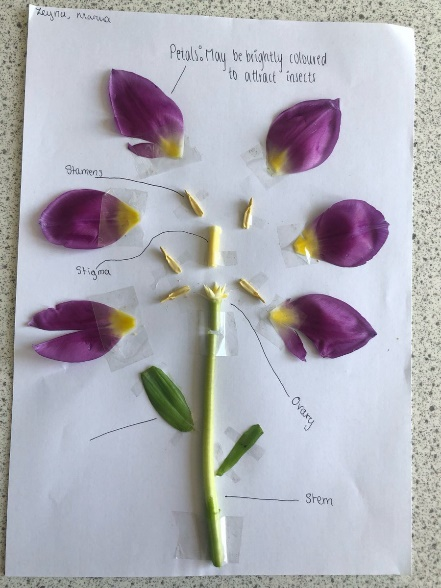 Zeyna, Maria
Petals: May be brightly coloured
to attract insects
Stamens
Stigma
Ovary
Stem